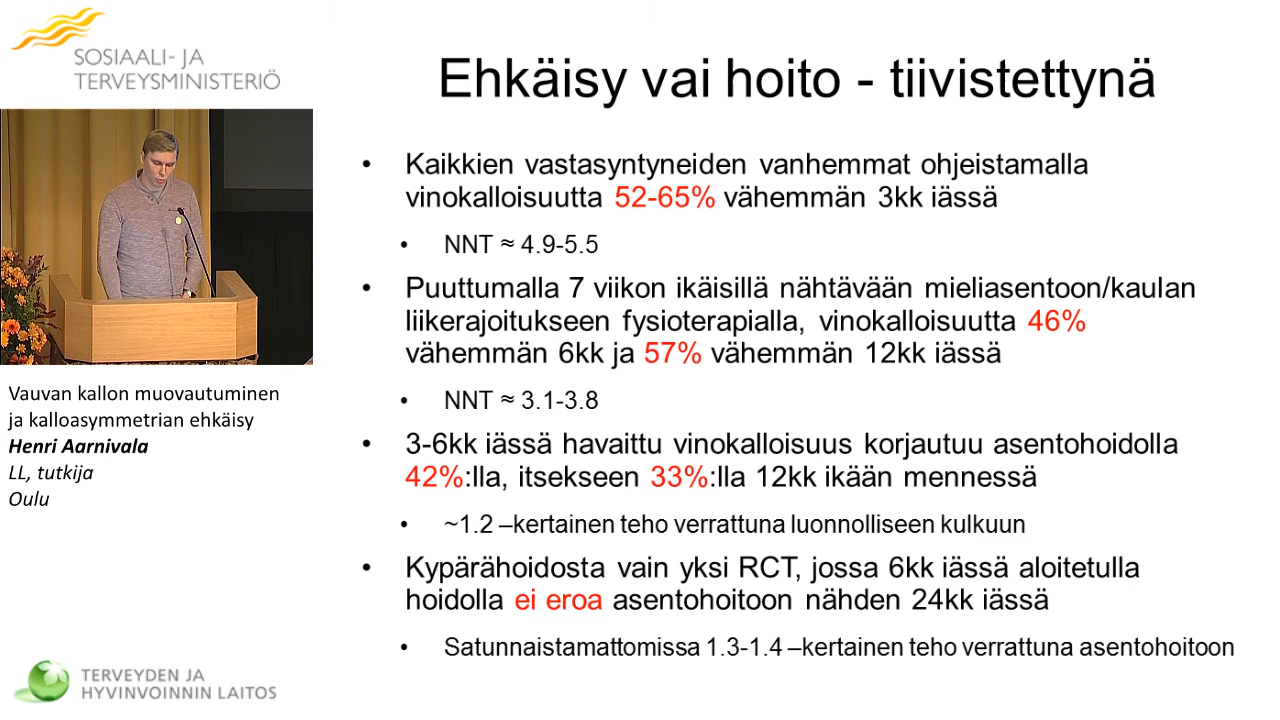 SOSIAALI- JA
TERVEYSMINISTERIÖ
Ehkäisy vai hoito - tiivistettynä
• Kaikkien vastasyntyneiden vanhemmat ohjeistamalla
vinokalloisuutta 52-65% vähemmän 3kk iässä
• NNT ≈ 4.9-5.5
• Puuttumalla 7 viikon ikäisillä nähtävään mieliasentoon/kaulan
liikerajoitukseen fysioterapialla, vinokalloisuutta 46%
vähemmän 6kk ja 57% vähemmän 12kk iässä
• NNT ≈ 3.1-3.8
• 3-6kk iässä havaittu vinokalloisuus korjautuu asentohoidolla
42%:lla, itsekseen 33%:lla 12kk ikään mennessä
• ~1.2 –kertainen teho verrattuna luonnolliseen kulkuun
• Kypärähoidosta vain yksi RCT, jossa 6kk iässä aloitetulla
hoidolla ei eroa asentohoitoon nähden 24kk iässä
• Satunnaistamattomissa 1.3-1.4 –kertainen teho verrattuna asentohoitoon
Vauvan kallon muovautuminen
ja kalloasymmetrian ehkäisy
Henri Aarnivala
LL, tutkija
Oulu
TERVEYDEN JA
HYVINVOINNIN LAITOS